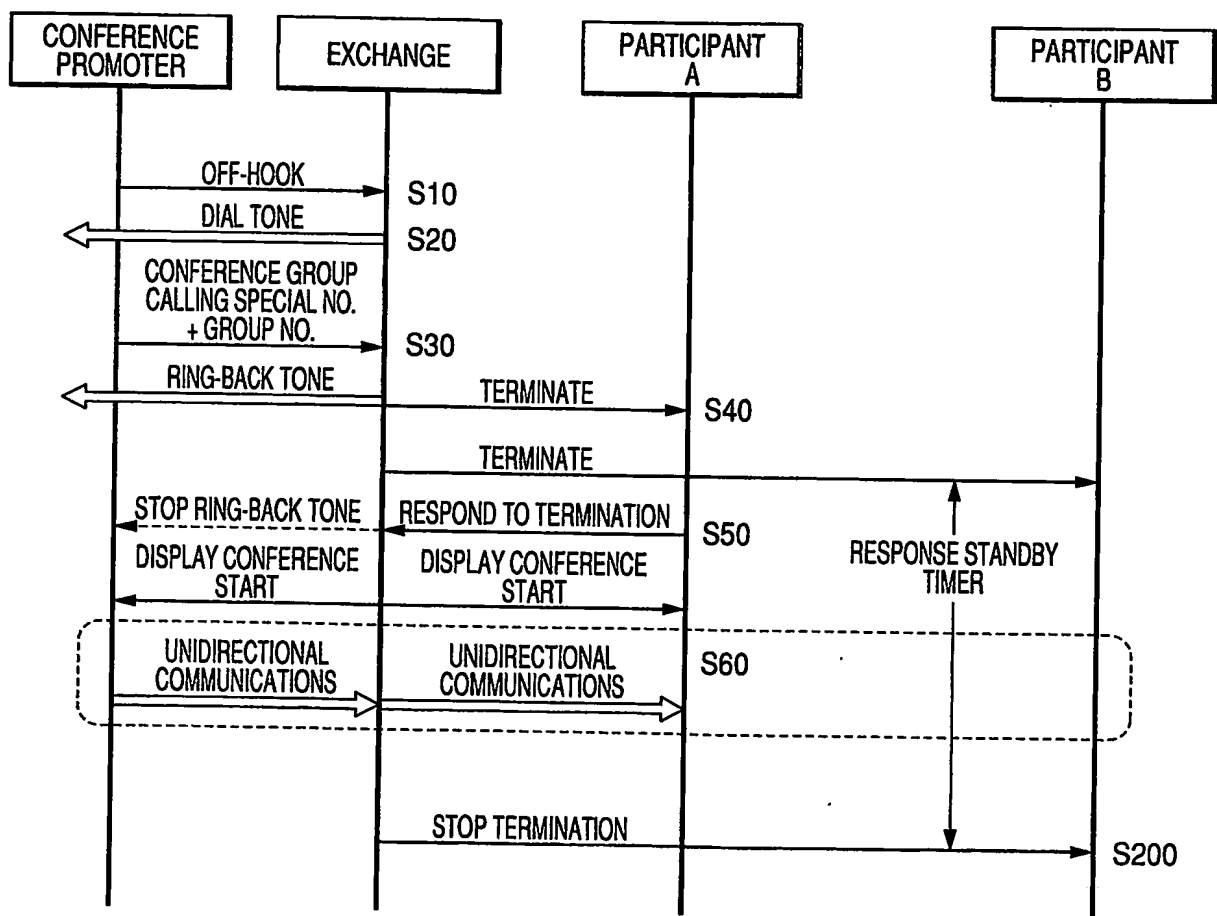 CONFERENCE
PROMOTER
EXCHANGE
PARTICIPANT
A
PARTICIPANT
B
OFF-HOOK
S10
DIAL TONE
S20
CONFERENCE GROUP
CALLING SPECIAL NO.
+ GROUP NO.
S30
RING-BACK TONE
TERMINATE
S40
TERMINATE
STOP RING-BACK TONE
RESPOND TO TERMINATION
S50
RESPONSE STANDBY
TIMER
DISPLAY CONFERENCE
START
DISPLAY CONFERENCE
START
UNIDIRECTIONAL
COMMUNICATIONS
UNIDIRECTIONAL
COMMUNICATIONS
S60
STOP TERMINATION
S200